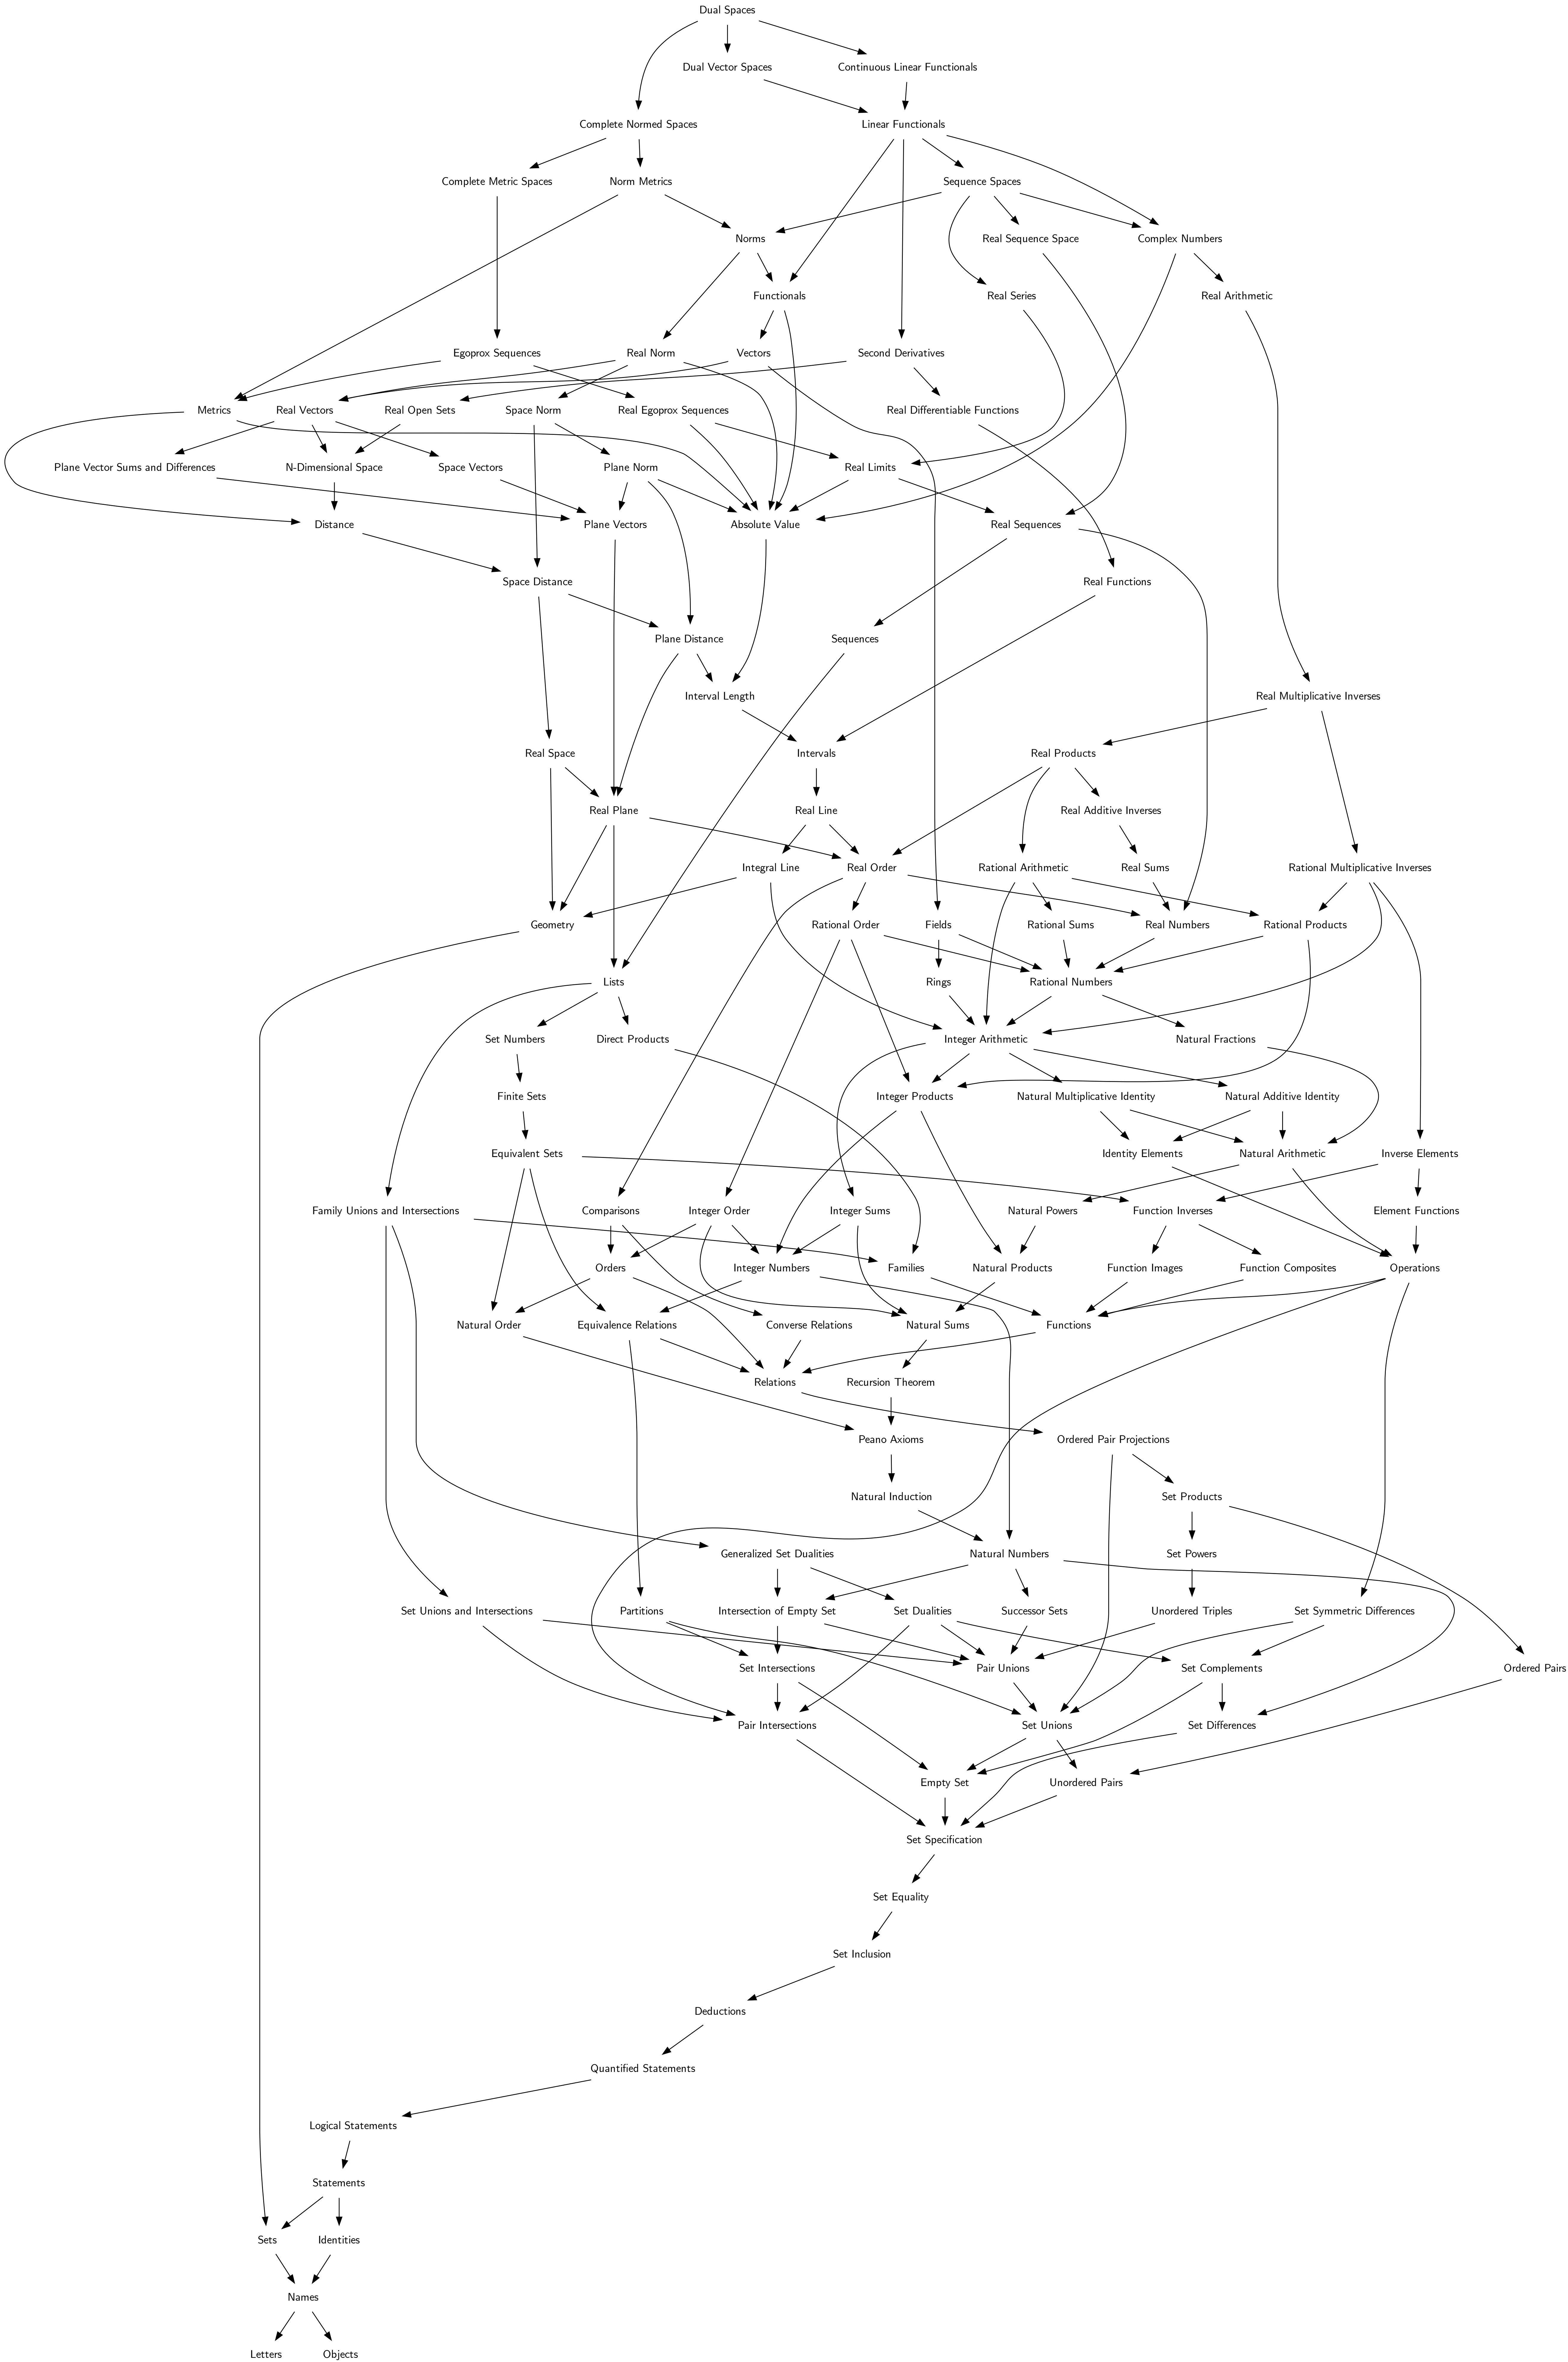 Dual Spaces
Dual Vector Spaces
Continuous Linear Functionals
Complete Normed Spaces
Linear Functionals
Complete Metric Spaces
Norm Metrics
Sequence Spaces
Norms
Real Sequence Space
Complex Numbers
Functionals
Real Series
Real Arithmetic
Egoprox Sequences
Real Norm
Vectors
Second Derivatives
Metrics
Real Vectors
Real Open Sets
Space Norm
Real Egoprox Sequences
Real Differentiable Functions
Plane Vector Sums and Differences
N-Dimensional Space
Space Vectors
Plane Norm
Real Limits
Distance
Plane Vectors
Absolute Value
Real Sequences
Space Distance
Real Functions
Plane Distance
Sequences
Interval Length
Real Multiplicative Inverses
Real Space
Intervals
Real Products
Real Plane
Real Line
Real Additive Inverses
Integral Line
Real Order
Rational Arithmetic
Real Sums
Rational Multiplicative Inverses
Geometry
Rational Order
Fields
Rational Sums
Real Numbers
Rational Products
Lists
Rings
Rational Numbers
Set Numbers
Direct Products
Integer Arithmetic
Natural Fractions
Finite Sets
Integer Products
Natural Multiplicative Identity
Natural Additive Identity
Equivalent Sets
Identity Elements
Natural Arithmetic
Inverse Elements
Family Unions and Intersections
Comparisons
Integer Order
Integer Sums
Natural Powers
Function Inverses
Element Functions
Orders
Integer Numbers
Families
Natural Products
Function Images
Function Composites
Operations
Natural Order
Equivalence Relations
Converse Relations
Natural Sums
Functions
Relations
Recursion Theorem
Peano Axioms
Ordered Pair Projections
Natural Induction
Set Products
Generalized Set Dualities
Natural Numbers
Set Powers
Set Unions and Intersections
Partitions
Intersection of Empty Set
Set Dualities
Successor Sets
Unordered Triples
Set Symmetric Differences
Set Intersections
Pair Unions
Set Complements
Ordered Pairs
Pair Intersections
Set Unions
Set Differences
Empty Set
Unordered Pairs
Set Specification
Set Equality
Set Inclusion
Deductions
Quantified Statements
Logical Statements
Statements
Sets
Identities
Names
Letters
Objects